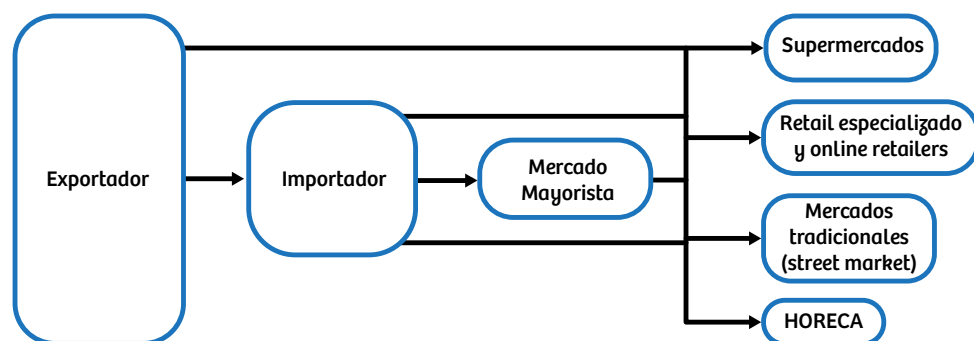 Exportador
Importador
Mercado
Mayorista
Supermercados
Retail especializado
y online retailers
Mercados
tradicionales
(street market)
HORECA